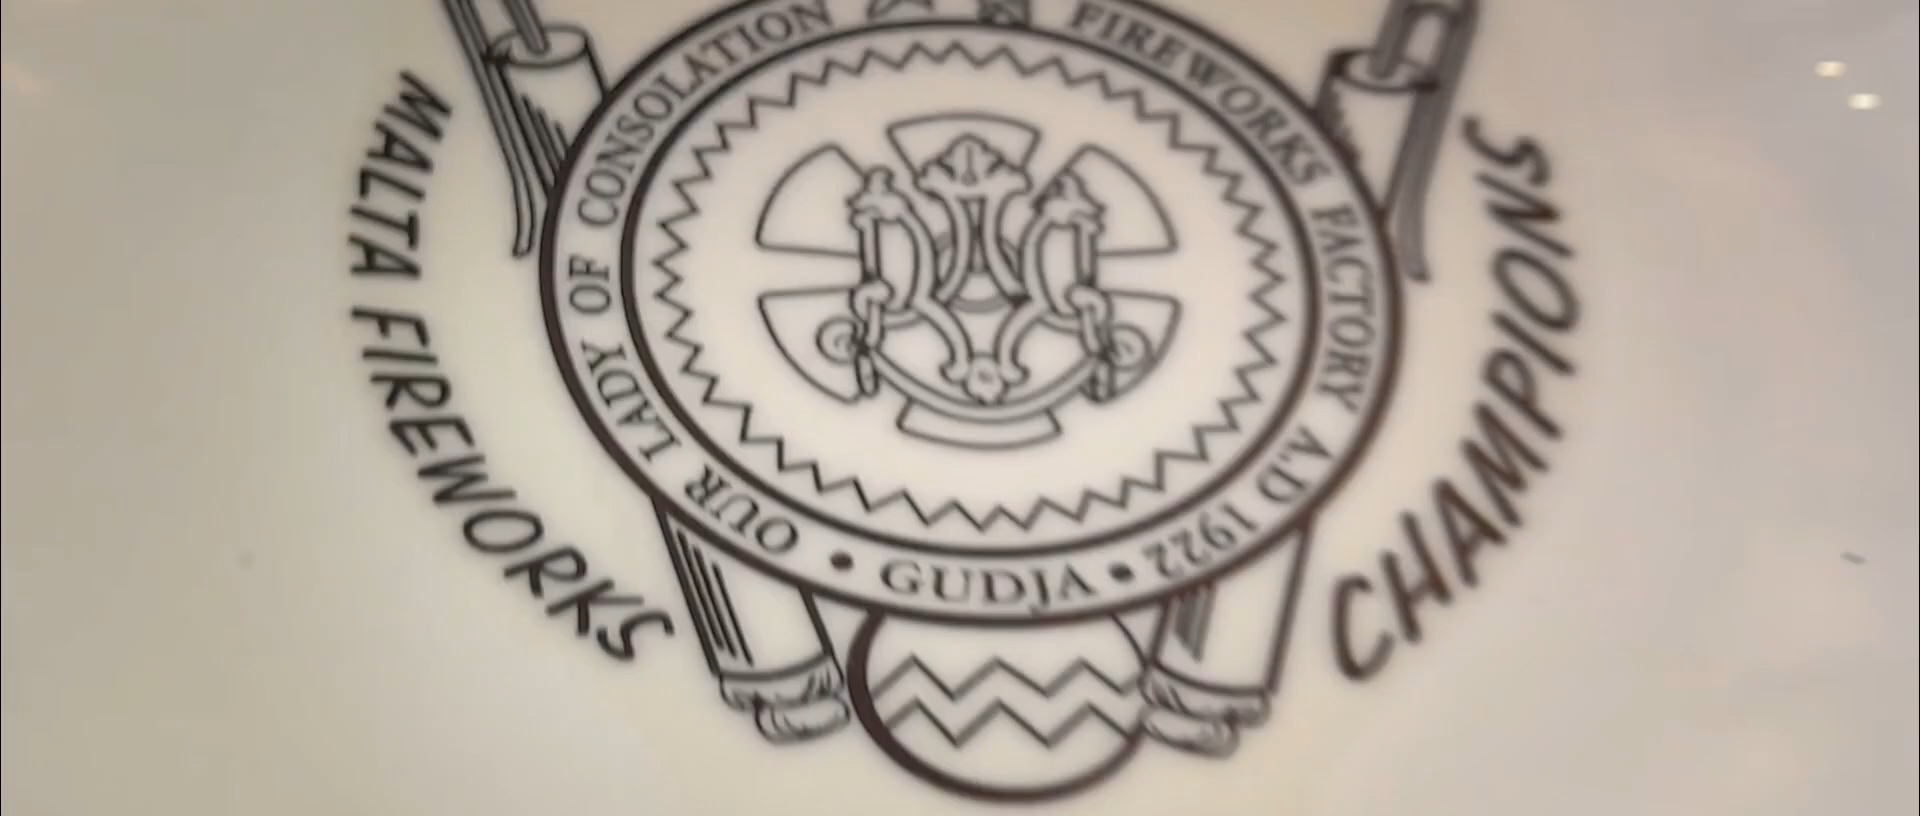 OUR LADY OF CONSOLATION FIREWORKS FACTORY A.D 1922
• GUDJA •
MALTA FIREWORKS
CHAMPIONS